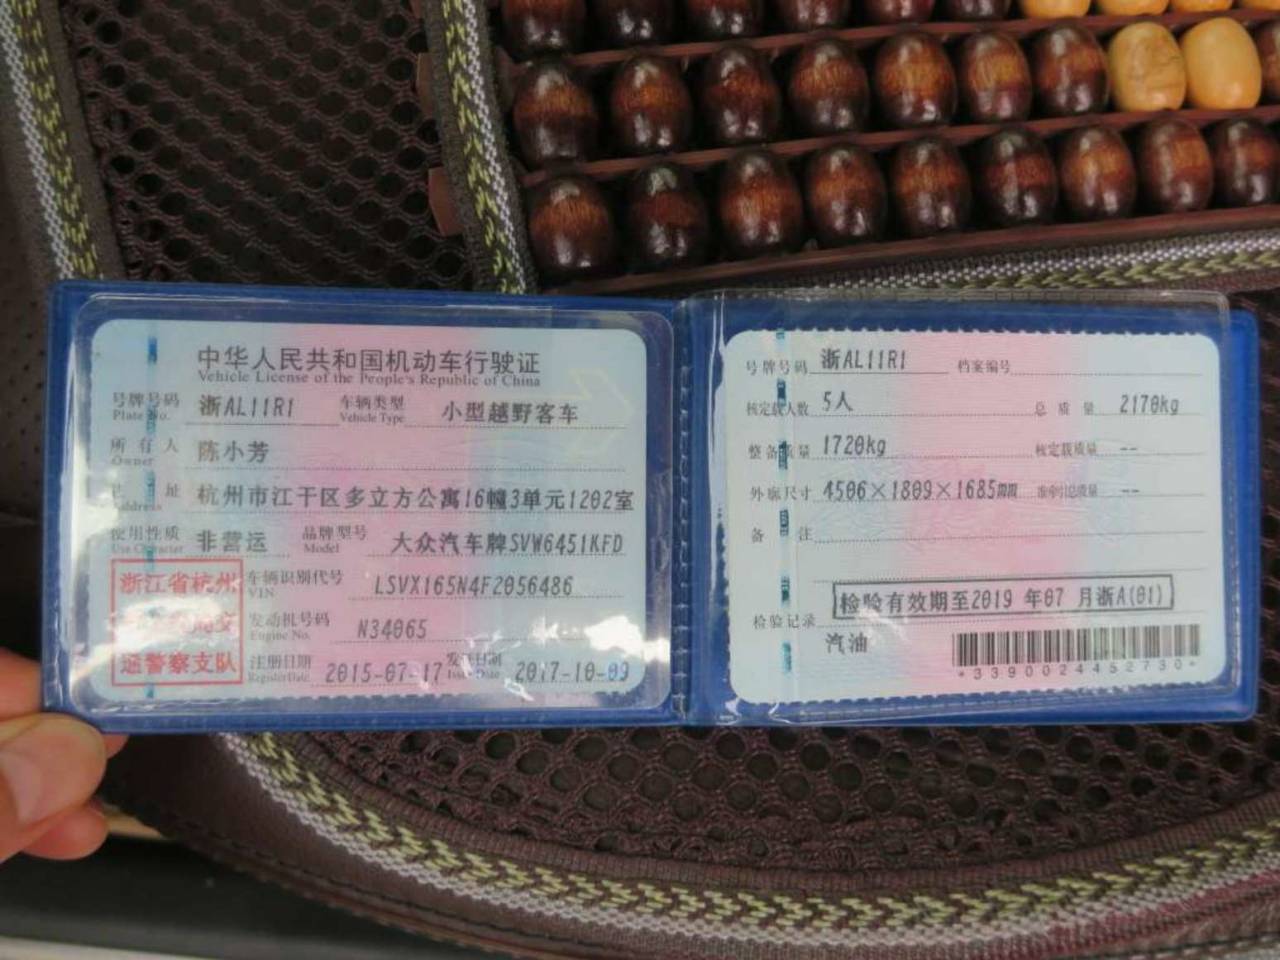 中华人民共和国机动车行驶证
Vehicle License of the People's Republic of China
号牌号码 浙AL11R1 车辆类型 小型越野客车
Plate No. Vehicle Type
所有人 陈小芳
Owner
住址 杭州市江干区多立方公寓16幢3单元1202室
Address
使用性质 非营运 品牌型号 大众汽车牌SVW6451KFD
Use Character Model
浙江省杭州 车辆识别代号 LSVX165N4F2056486
VIN
发动机号码 N34065
Engine No.
通警察支队 注册日期 2015-07-17 发证日期 2017-10-09
Register Date Issue Date
号牌号码 浙AL11R1 档案编号
核定载人数 5人 总质量 2170kg
整备质量 1720kg 核定载质量 --
外廓尺寸 4506×1809×1685mm 准牵引总质量 --
备注
检验有效期至2019年07月浙A(01)
检验记录
汽油
*3390024452730*